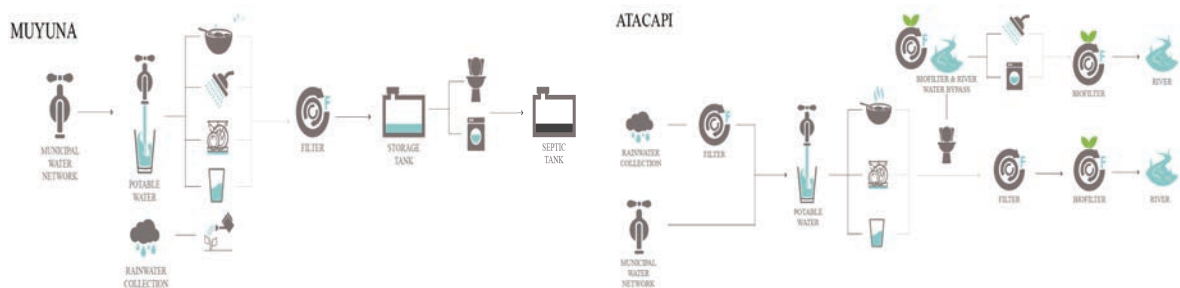 MUYUNA
MUNICIPAL
WATER
NETWORK
POTABLE
WATER
RAINWATER
COLLECTION
F
FILTER
STORAGE
TANK
SEPTIC
TANK
ATACAPI
RAINWATER
COLLECTION
F
FILTER
MUNICIPAL
WATER
NETWORK
POTABLE
WATER
F
BIOFILTER & RIVER
WATER BYPASS
F
BIOFILTER
RIVER
F
FILTER
F
BIOFILTER
RIVER